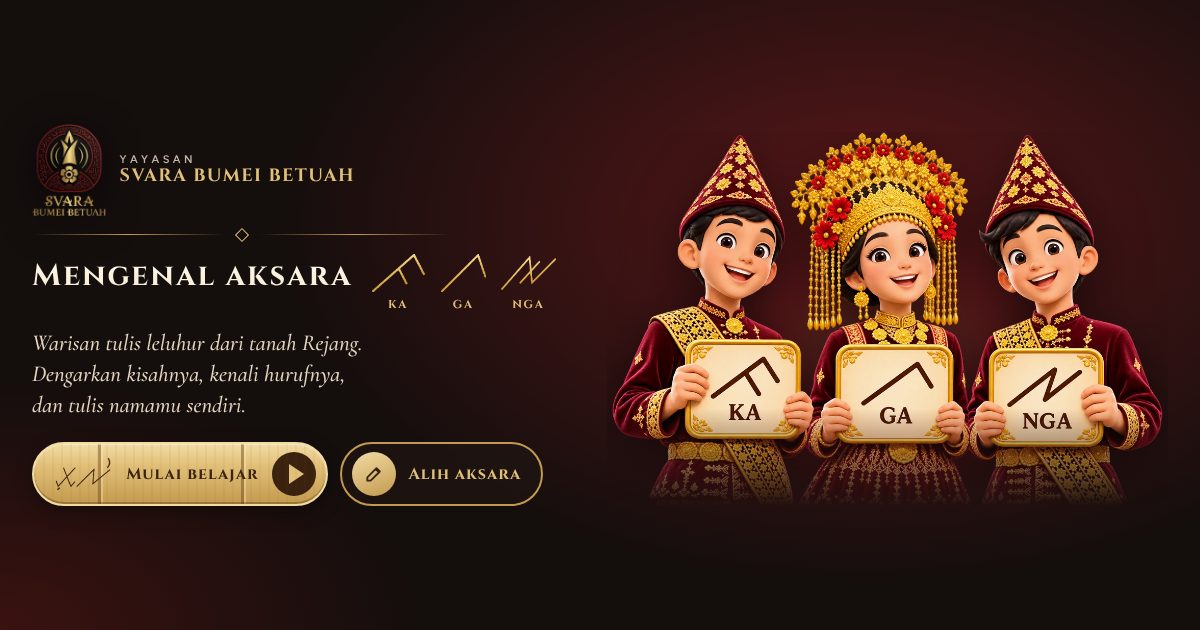 YAYASAN
SVARA BUMEI BETUAH
SVARA
BUMEI BETUAH
MENGENAL AKSARA ꤰ ꤱ ꤲ
KA GA NGA
Warisan tulis leluhur dari tanah Rejang.
Dengarkan kisahnya, kenali hurufnya,
dan tulis namamu sendiri.
MULAI BELAJAR
ALIH AKSARA
ꤰ
KA
ꤱ
GA
ꤲ
NGA